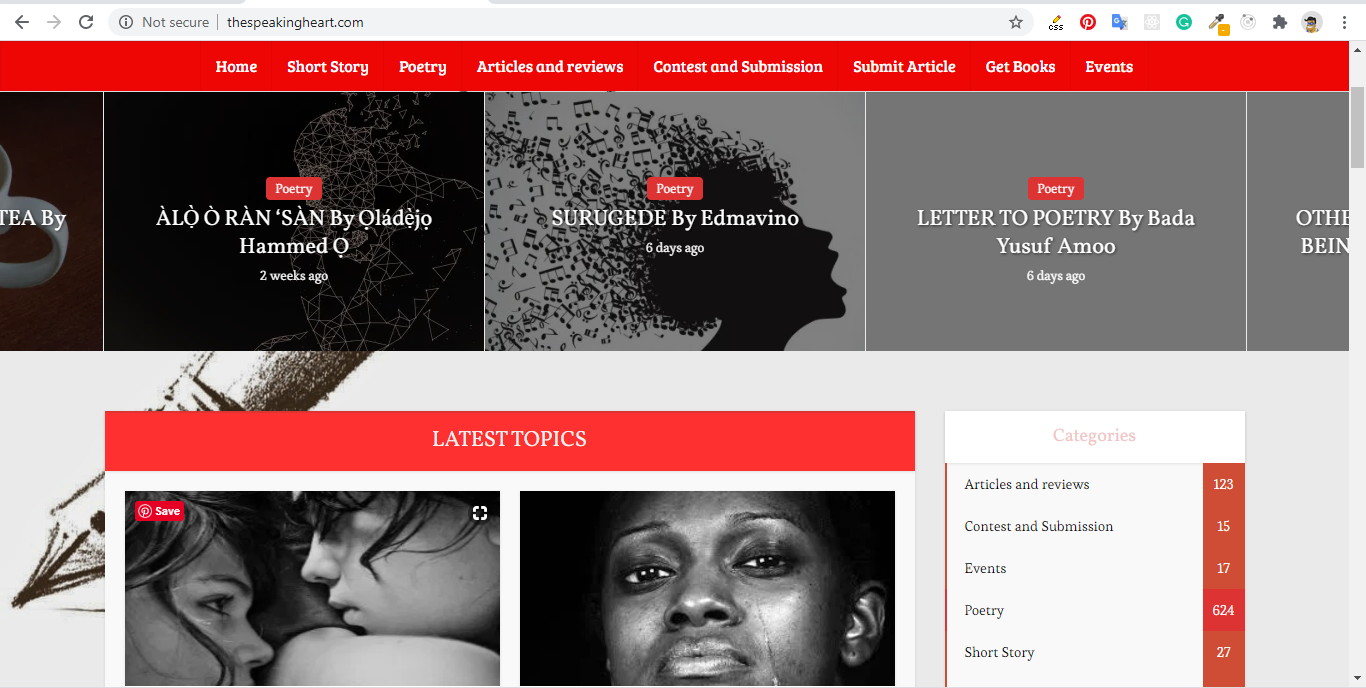 Not secure
thespeakingheart.com
css
Home
Short Story
Poetry
Articles and reviews
Contest and Submission
Submit Article
Get Books
Events
TEA By
Poetry
ÀLỌ̀ Ò RÀN ‘SÀN By Ọládẹ̀jọ
Hammed Ọ
2 weeks ago
Poetry
SURUGEDE By Edmavino
6 days ago
Poetry
LETTER TO POETRY By Bada
Yusuf Amoo
6 days ago
OTHE
BEIN
LATEST TOPICS
Save
Categories
Articles and reviews 123
Contest and Submission 15
Events 17
Poetry 624
Short Story 27